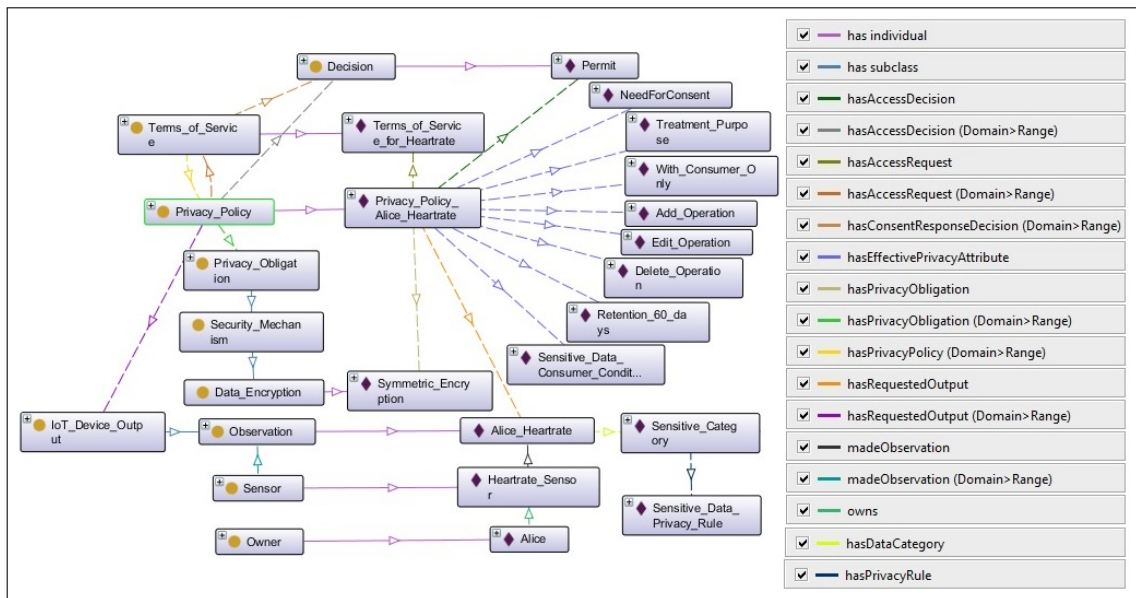 Decision
Permit
NeedForConsent
Terms_of_Servic
e
Terms_of_Servic
e_for_Heartrate
Treatment_Purpo
se
With_Consumer_O
nly
Privacy_Policy
Privacy_Policy_
Alice_Heartrate
Add_Operation
Edit_Operation
Privacy_Obligat
ion
Delete_Operatio
n
Security_Mechan
ism
Retention_60_da
ys
Sensitive_Data_
Consumer_Condit...
Data_Encryption
Symmetric_Encry
ption
IoT_Device_Outp
ut
Observation
Alice_Heartrate
Sensitive_Categ
ory
Sensor
Heartrate_Senso
r
Sensitive_Data_
Privacy_Rule
Owner
Alice
has individual
has subclass
hasAccessDecision
hasAccessDecision (Domain>Range)
hasAccessRequest
hasAccessRequest (Domain>Range)
hasConsentResponseDecision (Domain>Range)
hasEffectivePrivacyAttribute
hasPrivacyObligation
hasPrivacyObligation (Domain>Range)
hasPrivacyPolicy (Domain>Range)
hasRequestedOutput
hasRequestedOutput (Domain>Range)
madeObservation
madeObservation (Domain>Range)
owns
hasDataCategory
hasPrivacyRule